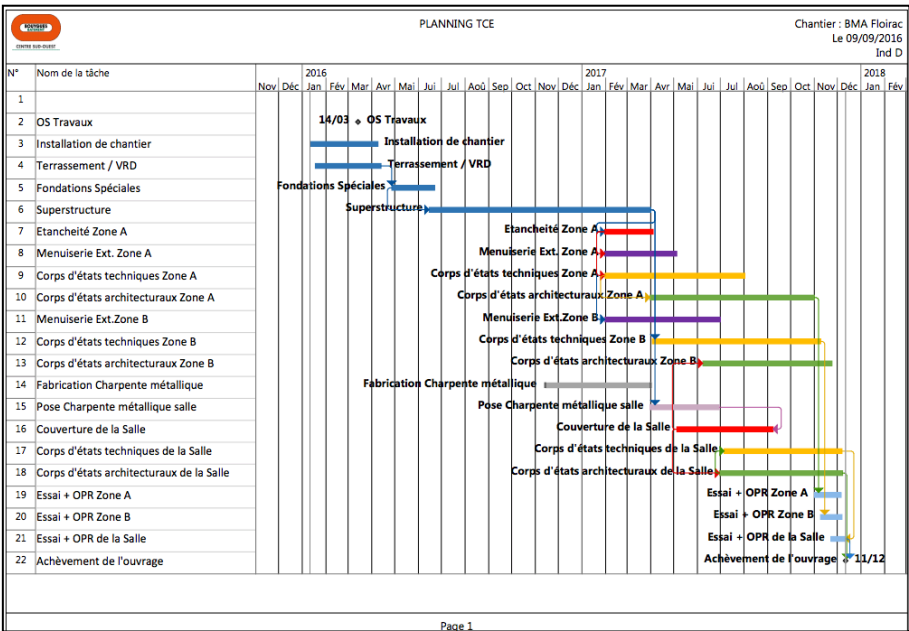 BOUYGUES
BATIMENT
CENTRE SUD-OUEST
PLANNING TCE
Chantier : BMA Floirac
Le 09/09/2016
Ind D
N° Nom de la tâche 2016 2017 2018
Nov Déc Jan Fév Mar Avr Mai Jui Jul Aoû Sep Oct Nov Déc Jan Fév Mar Avr Mai Jui Jul Aoû Sep Oct Nov Déc Jan Fév
1
2 OS Travaux 14/03 OS Travaux
3 Installation de chantier Installation de chantier
4 Terrassement / VRD Terrassement / VRD
5 Fondations Spéciales Fondations Spéciales
6 Superstructure Superstructure
7 Etancheité Zone A Etancheité Zone A
8 Menuiserie Ext. Zone A Menuiserie Ext. Zone A
9 Corps d'états techniques Zone A Corps d'états techniques Zone A
10 Corps d'états architecturaux Zone A Corps d'états architecturaux Zone A
11 Menuiserie Ext.Zone B Menuiserie Ext.Zone B
12 Corps d'états techniques Zone B Corps d'états techniques Zone B
13 Corps d'états architecturaux Zone B Corps d'états architecturaux Zone B
14 Fabrication Charpente métallique Fabrication Charpente métallique
15 Pose Charpente métallique salle Pose Charpente métallique salle
16 Couverture de la Salle Couverture de la Salle
17 Corps d'états techniques de la Salle Corps d'états techniques de la Salle
18 Corps d'états architecturaux de la Salle Corps d'états architecturaux de la Salle
19 Essai + OPR Zone A Essai + OPR Zone A
20 Essai + OPR Zone B Essai + OPR Zone B
21 Essai + OPR de la Salle Essai + OPR de la Salle
22 Achèvement de l'ouvrage Achèvement de l'ouvrage 11/12
Page 1